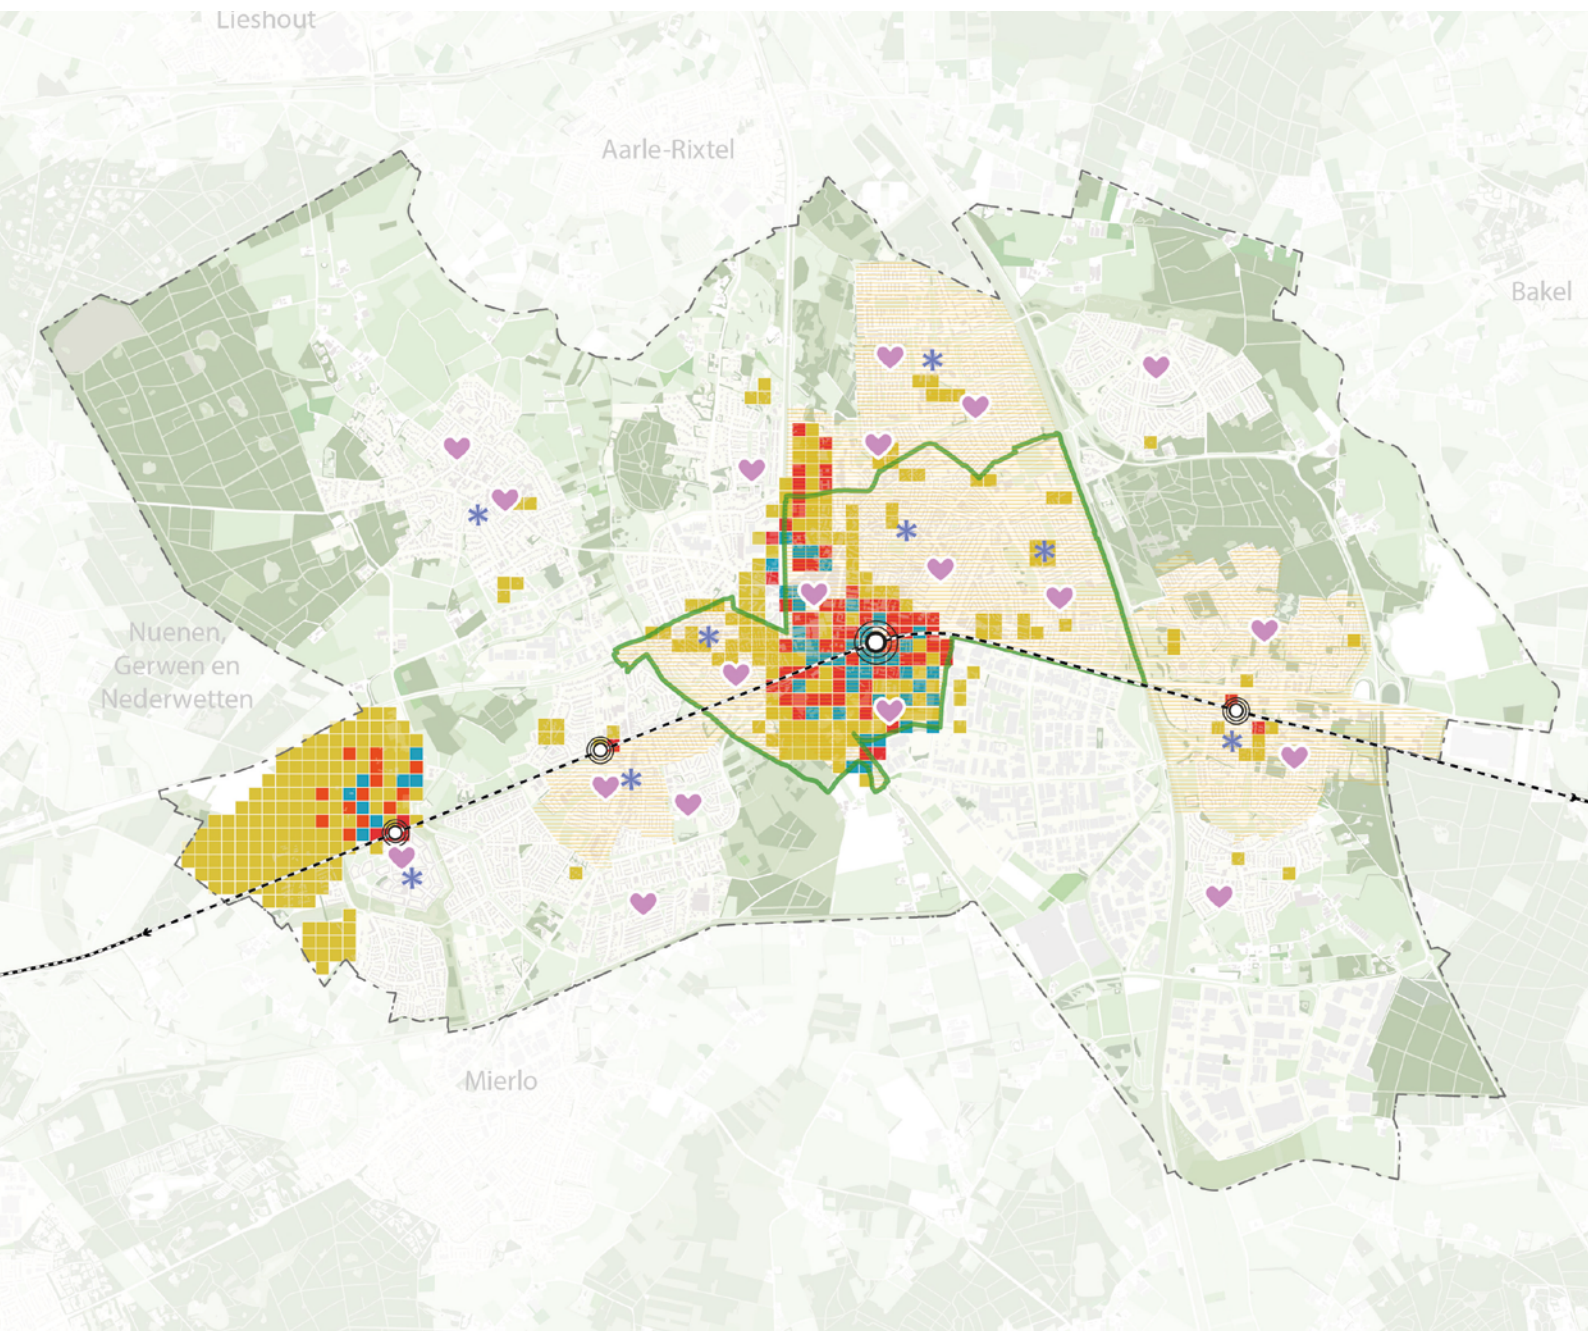 Lieshout
Aarle-Rixtel
Bakel
Nuenen,
Gerwen en
Nederwetten
Mierlo